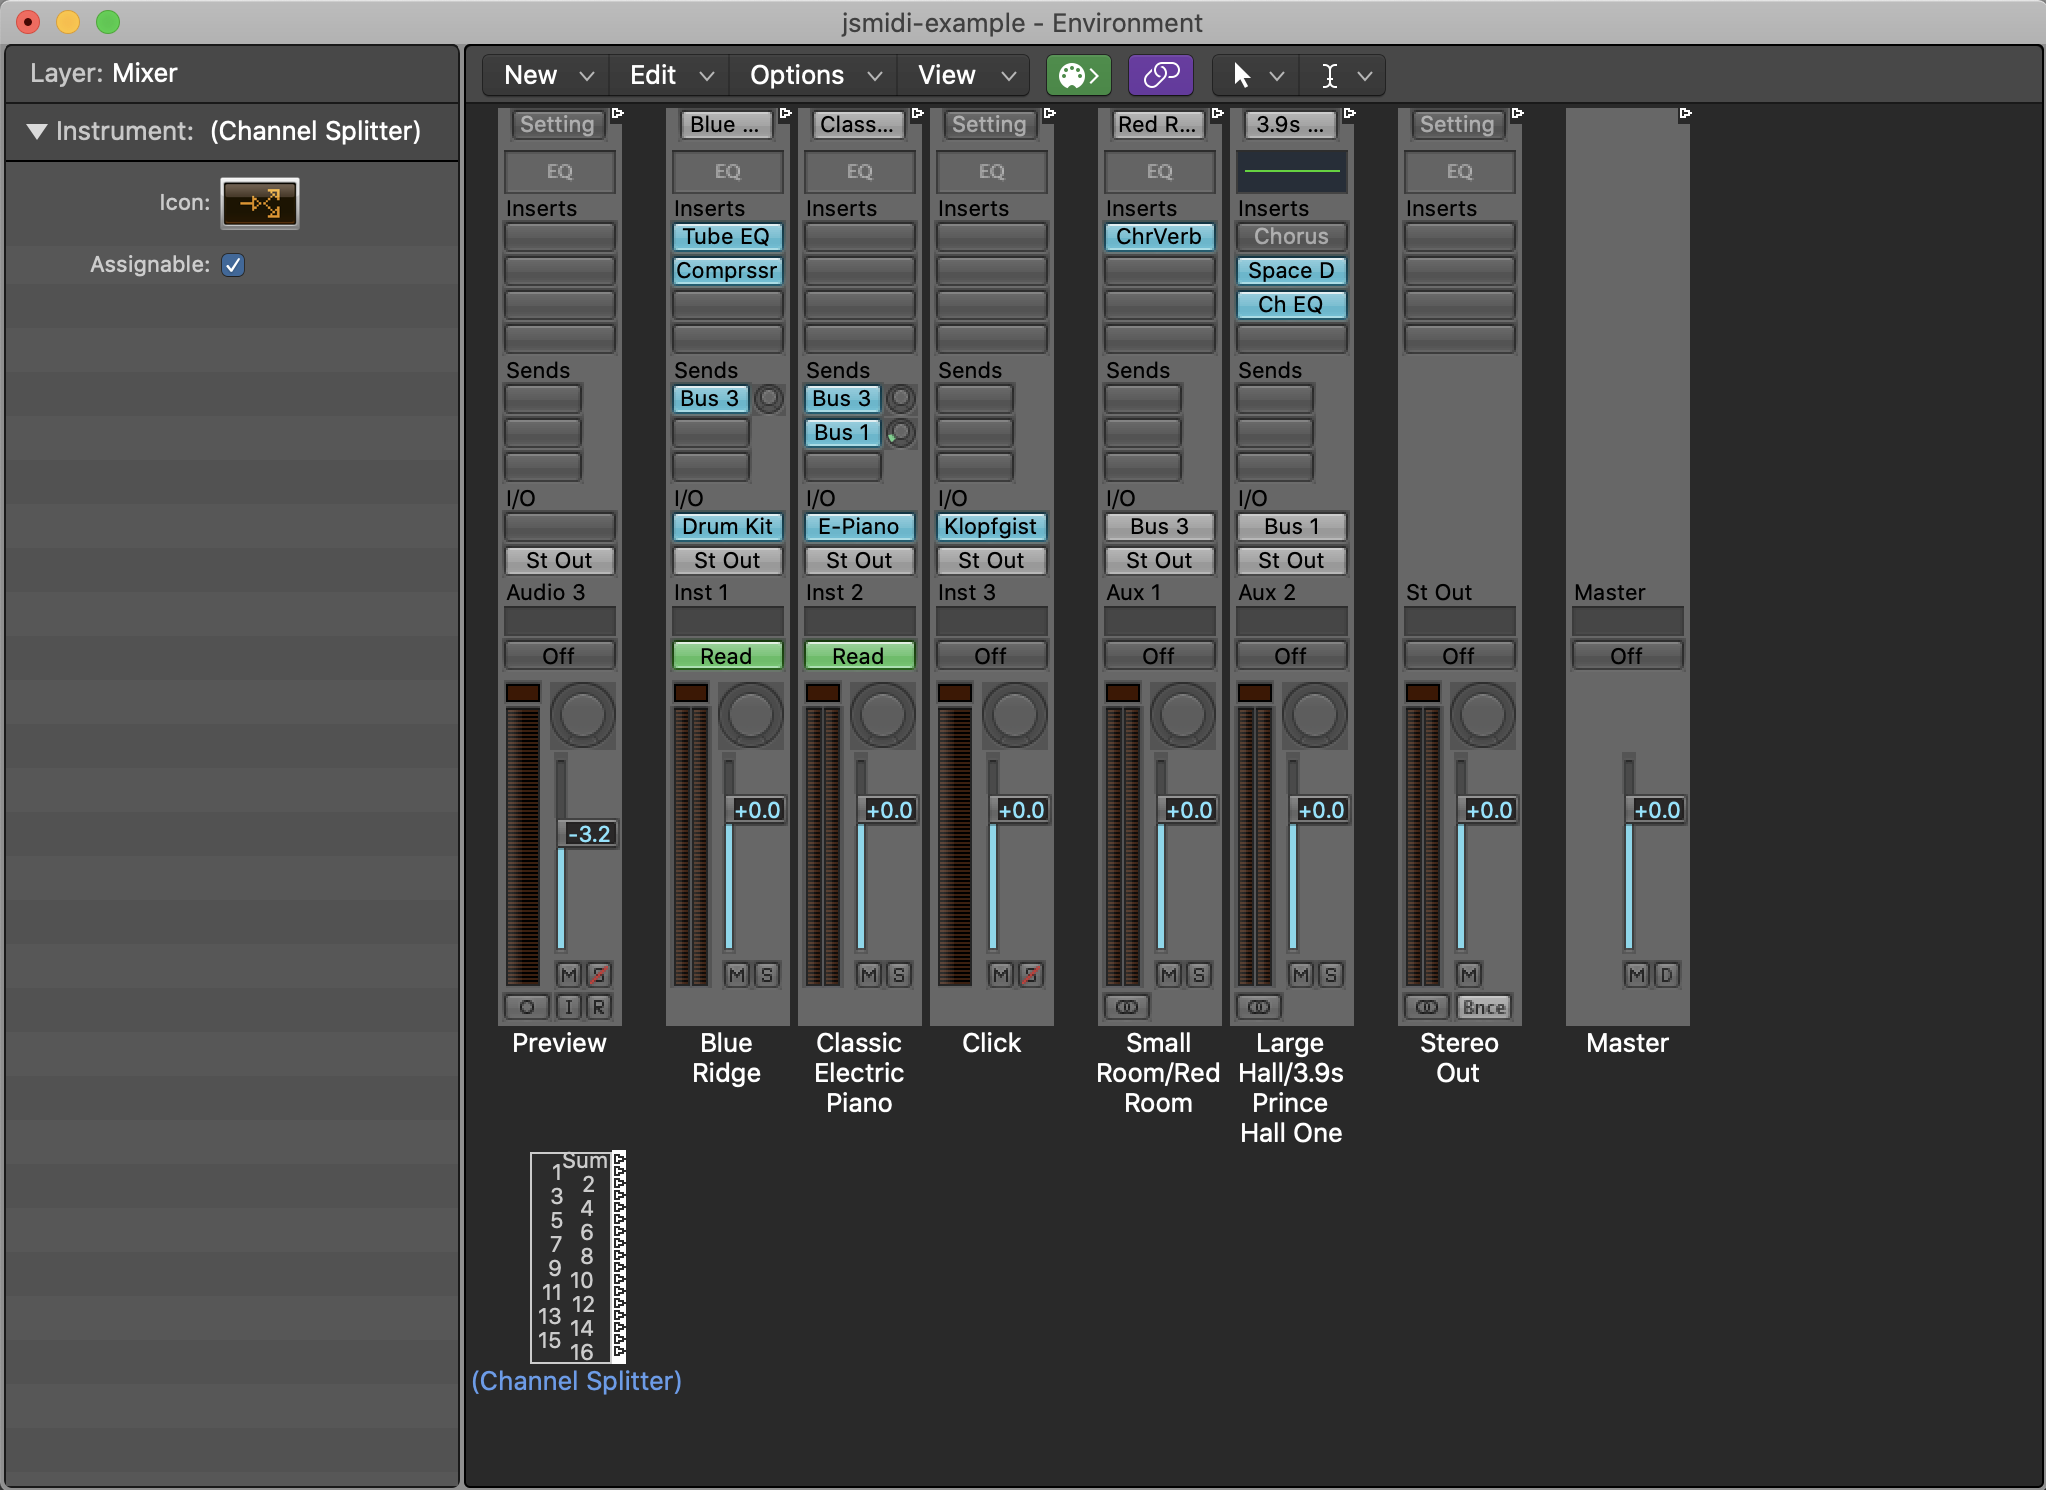 jsmidi-example - Environment
Layer: Mixer
New Edit Options View
Instrument: (Channel Splitter)
Icon:
Assignable:
Setting Blue ... Class... Setting Red R... 3.9s ... Setting
EQ EQ EQ EQ EQ EQ
Inserts Inserts Inserts Inserts Inserts Inserts Inserts
Tube EQ ChrVerb Chorus
Comprssr Space D
Ch EQ
Sends Sends Sends Sends Sends Sends
Bus 3 Bus 3
Bus 1
I/O I/O I/O I/O I/O I/O
Drum Kit E-Piano Klopfgist Bus 3 Bus 1
St Out St Out St Out St Out St Out St Out
Audio 3 Inst 1 Inst 2 Inst 3 Aux 1 Aux 2 St Out Master
Off Read Read Off Off Off Off Off
+0.0 +0.0 +0.0 +0.0 +0.0 +0.0 +0.0
-3.2
M S M S M S M S M S M S M M D
I R Bnce
Preview Blue Classic Click Small Large Stereo Master
Ridge Electric Room/Red Hall/3.9s Out
Piano Room Prince
Hall One
Sum
1
2
3
4
5
6
7
8
9
10
11
12
13
14
15
16
(Channel Splitter)